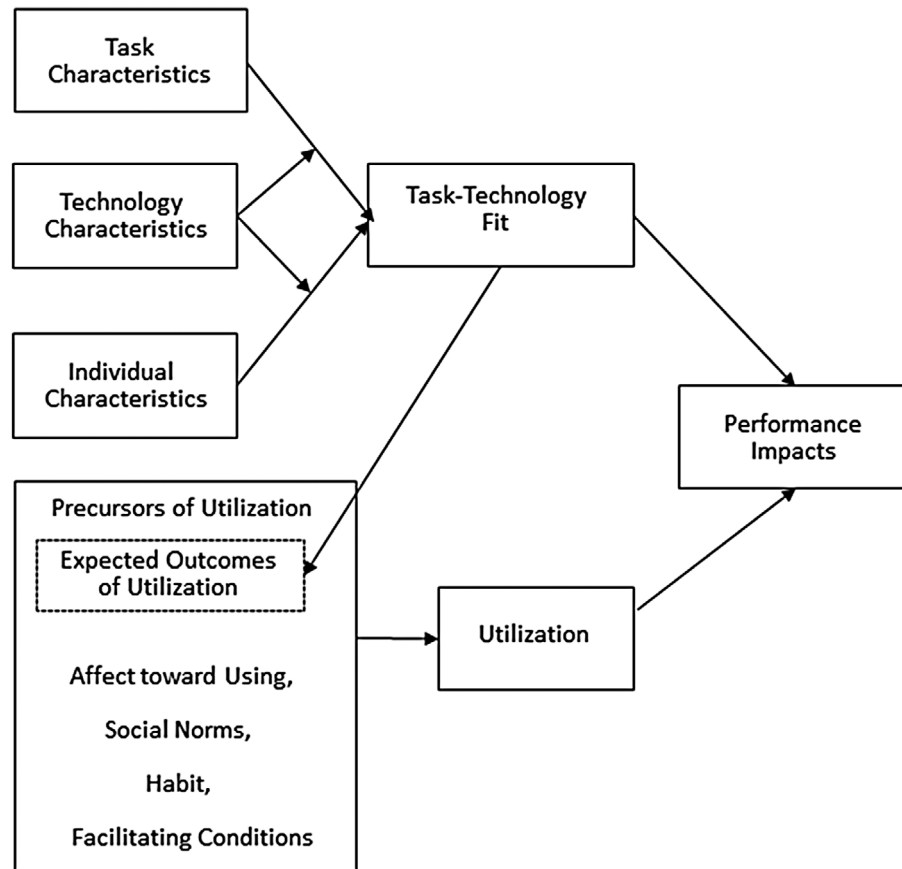 Task
Characteristics
Technology
Characteristics
Individual
Characteristics
Task-Technology
Fit
Performance
Impacts
Precursors of Utilization
Expected Outcomes
of Utilization
Affect toward Using,
Social Norms,
Habit,
Facilitating Conditions
Utilization